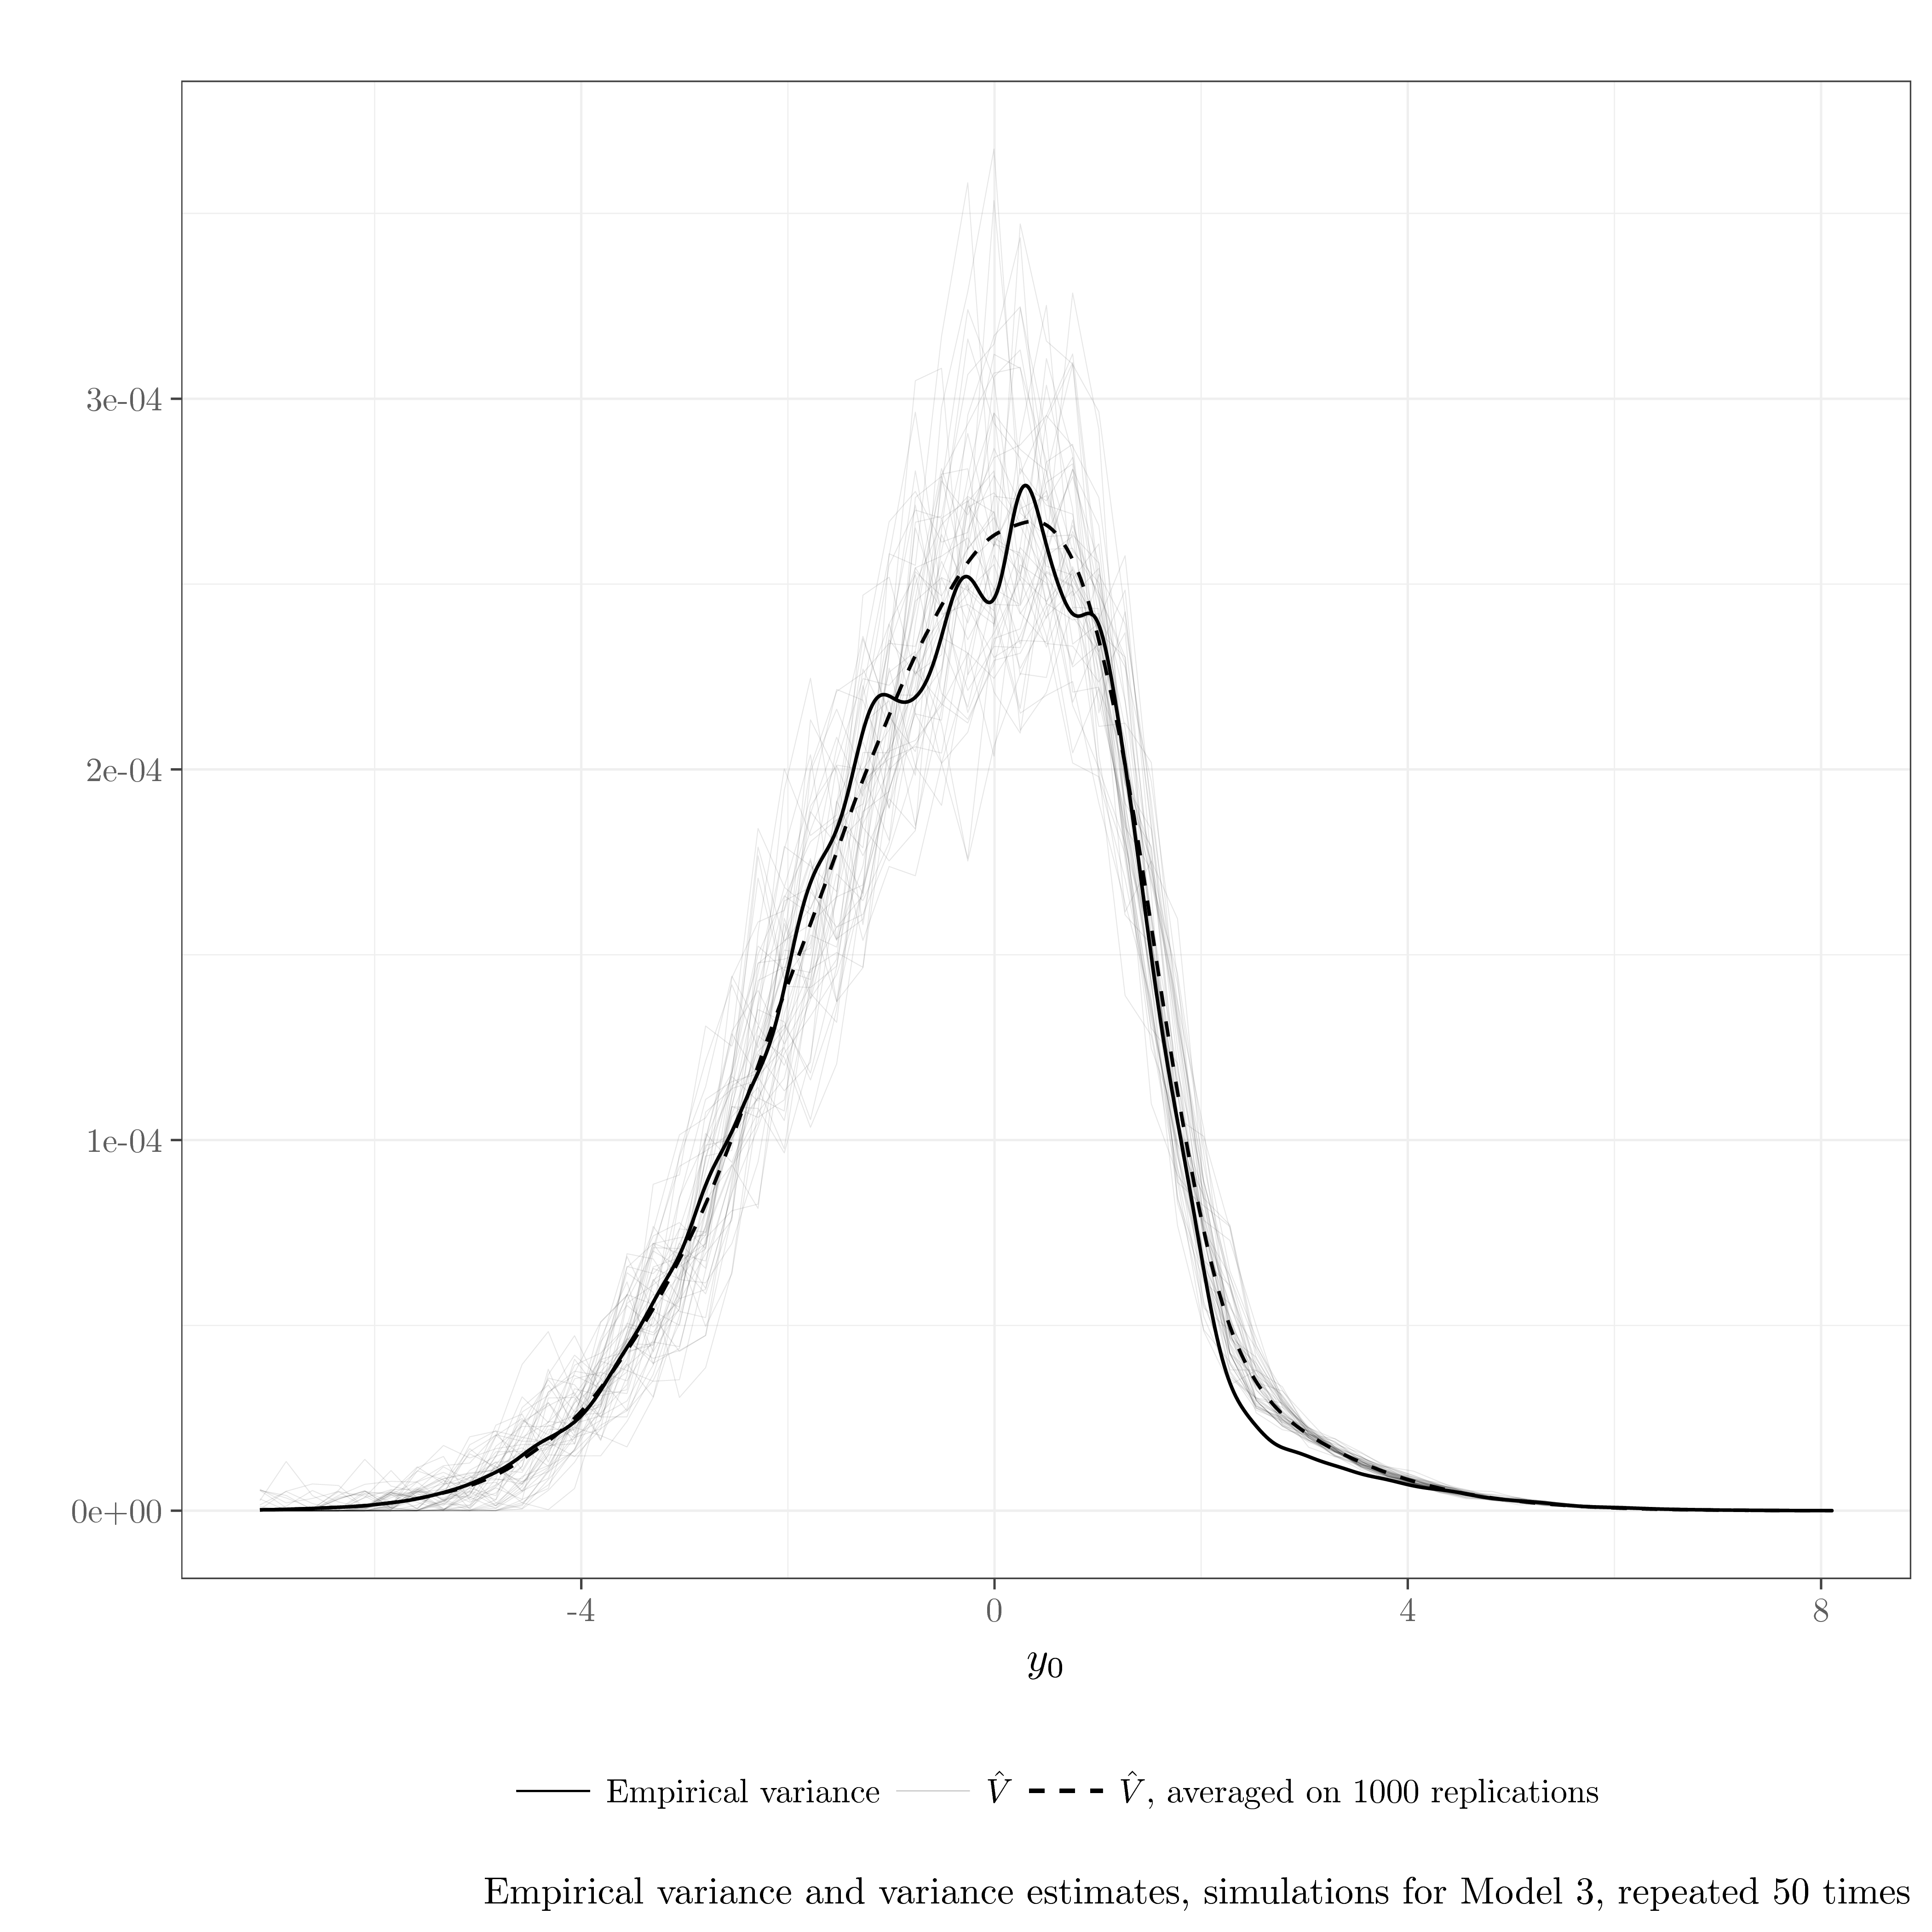 3e-04
2e-04
1e-04
0e+00
-4 0 4 8
y₀
Empirical variance V̂ V̂, averaged on 1000 replications
Empirical variance and variance estimates, simulations for Model 3, repeated 50 times